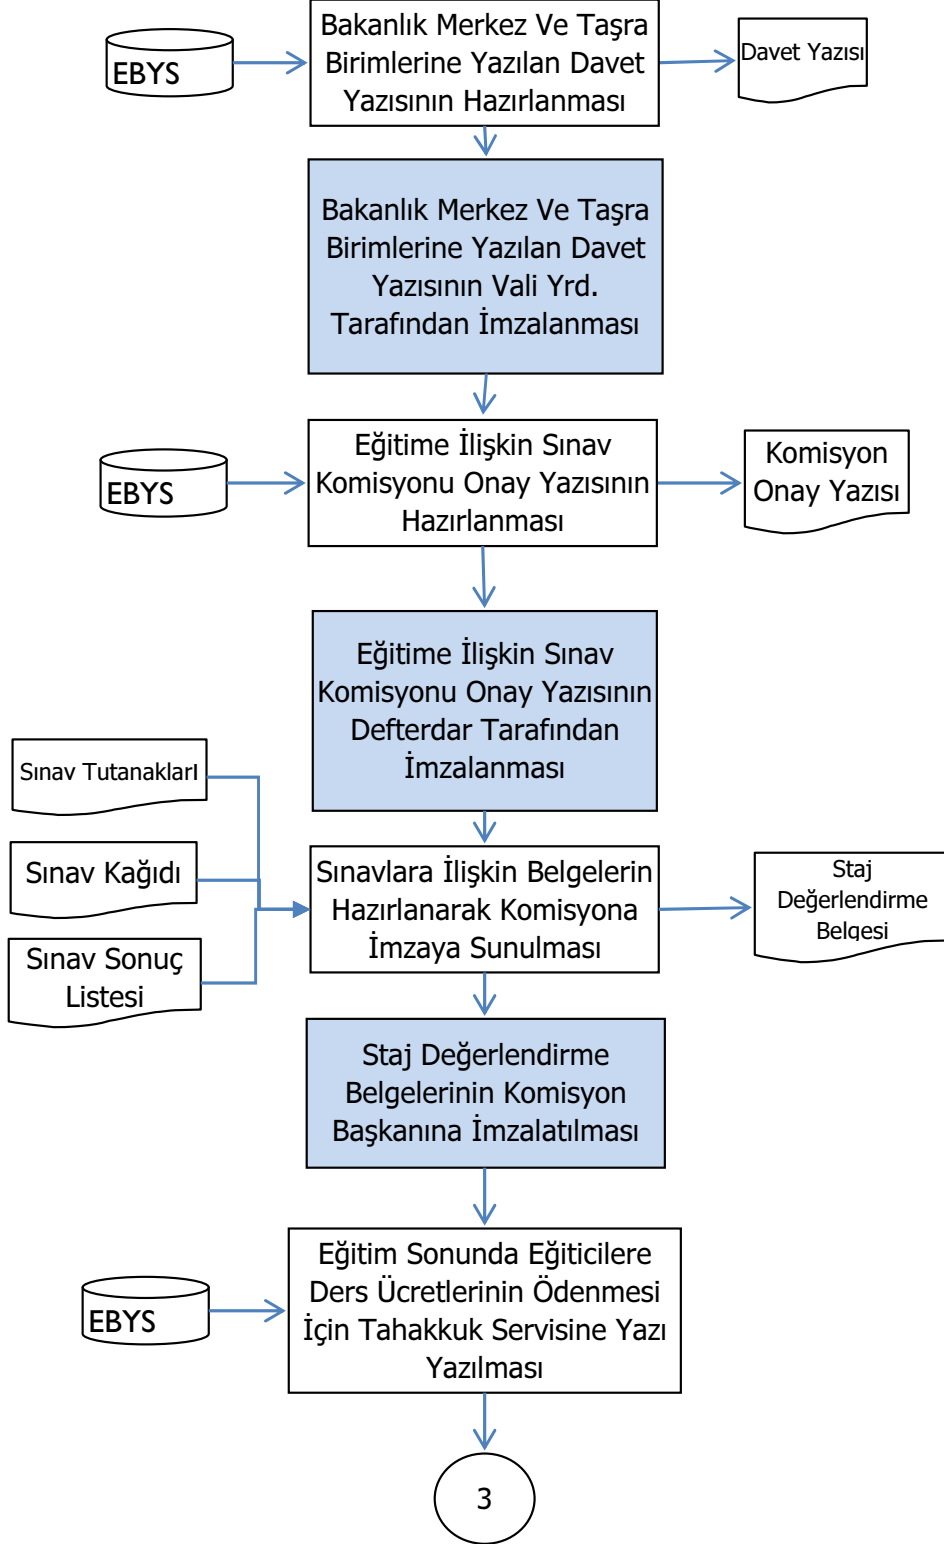 Bakanlık Merkez Ve Taşra
Birimlerine Yazılan Davet
Yazısının Hazırlanması
EBYS
Davet Yazısı
Bakanlık Merkez Ve Taşra
Birimlerine Yazılan Davet
Yazısının Vali Yrd.
Tarafından İmzalanması
EBYS
Eğitime İlişkin Sınav
Komisyonu Onay Yazısının
Hazırlanması
Komisyon
Onay Yazısı
Eğitime İlişkin Sınav
Komisyonu Onay Yazısının
Defterdar Tarafından
İmzalanması
Sınav Tutanakları
Sınav Kağıdı
Sınav Sonuç
Listesi
Sınavlara İlişkin Belgelerin
Hazırlanarak Komisyona
İmzaya Sunulması
Staj
Değerlendirme
Belgesi
Staj Değerlendirme
Belgelerinin Komisyon
Başkanına İmzalatılması
EBYS
Eğitim Sonunda Eğiticilere
Ders Ücretlerinin Ödenmesi
İçin Tahakkuk Servisine Yazı
Yazılması
3